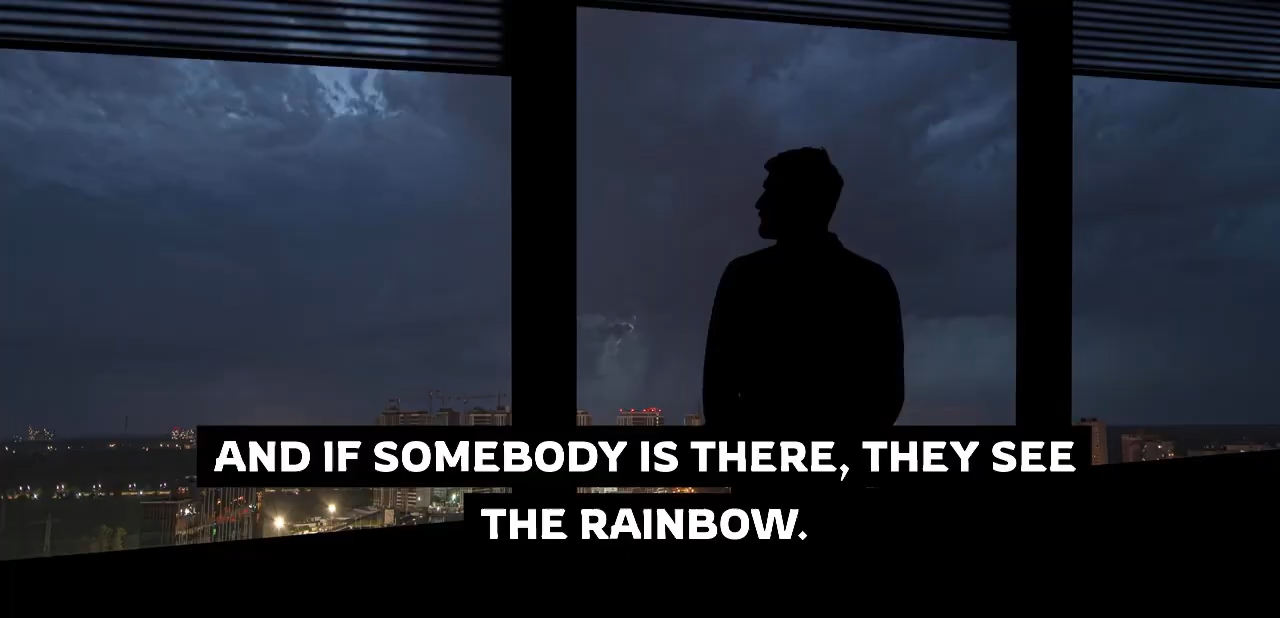 AND IF SOMEBODY IS THERE, THEY SEE
THE RAINBOW.